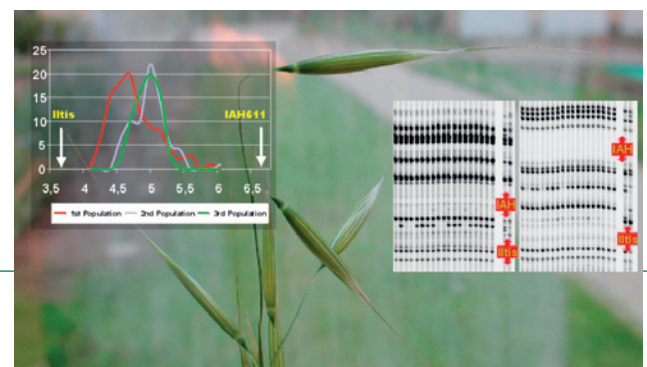 25
20
15
10
5
0
Iltis
IAH611
3,5 4 4,5 5 5,5 6 6,5
1st Population 2nd Population 3rd Population
IAH
Iltis
IAH
Iltis